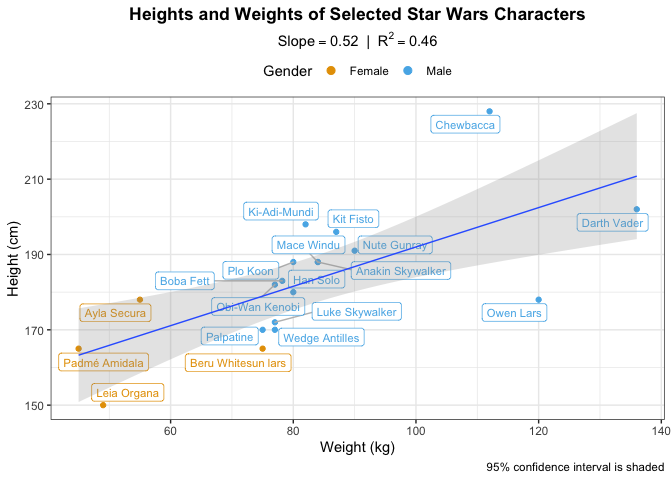 Heights and Weights of Selected Star Wars Characters
Slope = 0.52 | R² = 0.46
Gender Female Male
230
Chewbacca
210
Ki-Adi-Mundi
Kit Fisto
Darth Vader
Mace Windu
Nute Gunray
190
Plo Koon
Anakin Skywalker
Boba Fett
Han Solo
Obi-Wan Kenobi
Ayla Secura
Luke Skywalker
Owen Lars
170
Palpatine
Wedge Antilles
Padmé Amidala
Beru Whitesun lars
Leia Organa
150
Height (cm)
60 80 100 120 140
Weight (kg)
95% confidence interval is shaded